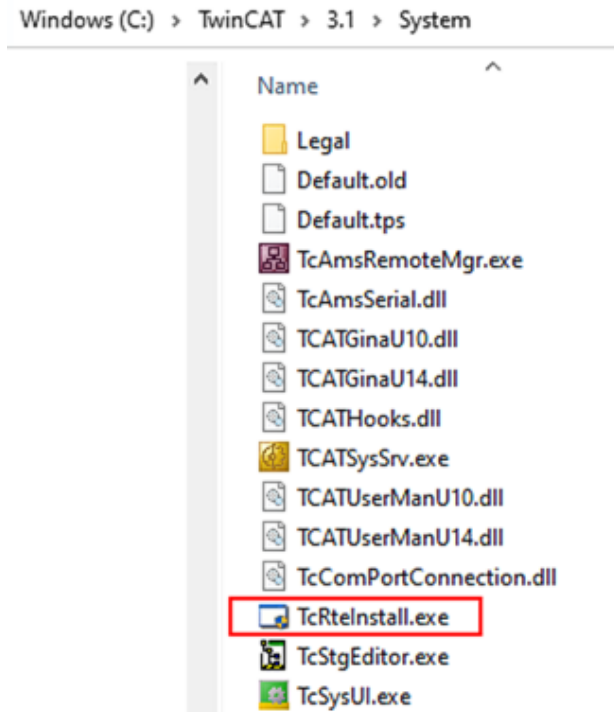 Windows (C:) > TwinCAT > 3.1 > System
Name
Legal
Default.old
Default.tps
TcAmsRemoteMgr.exe
TcAmsSerial.dll
TCATGinaU10.dll
TCATGinaU14.dll
TCATHooks.dll
TCATSysSrv.exe
TCATUserManU10.dll
TCATUserManU14.dll
TcComPortConnection.dll
TcRteInstall.exe
TcStgEditor.exe
TcSysUI.exe